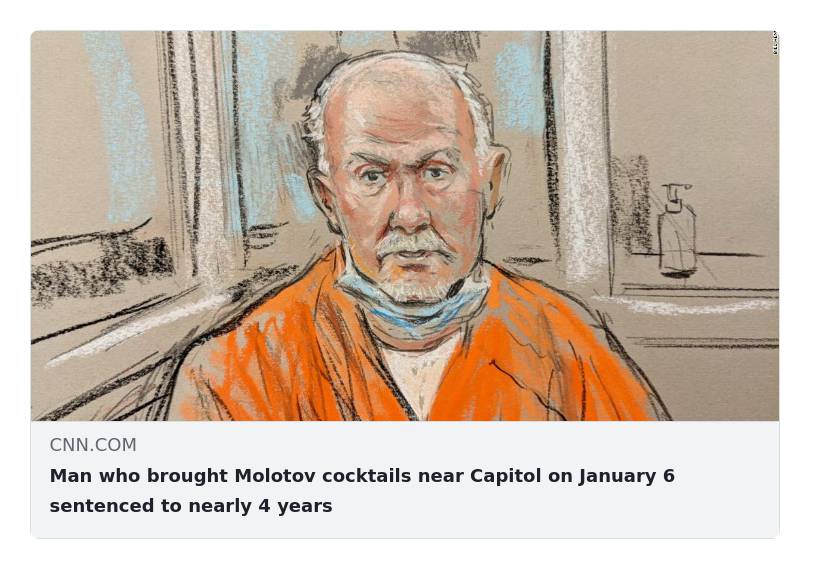 CNN.COM
Man who brought Molotov cocktails near Capitol on January 6
sentenced to nearly 4 years